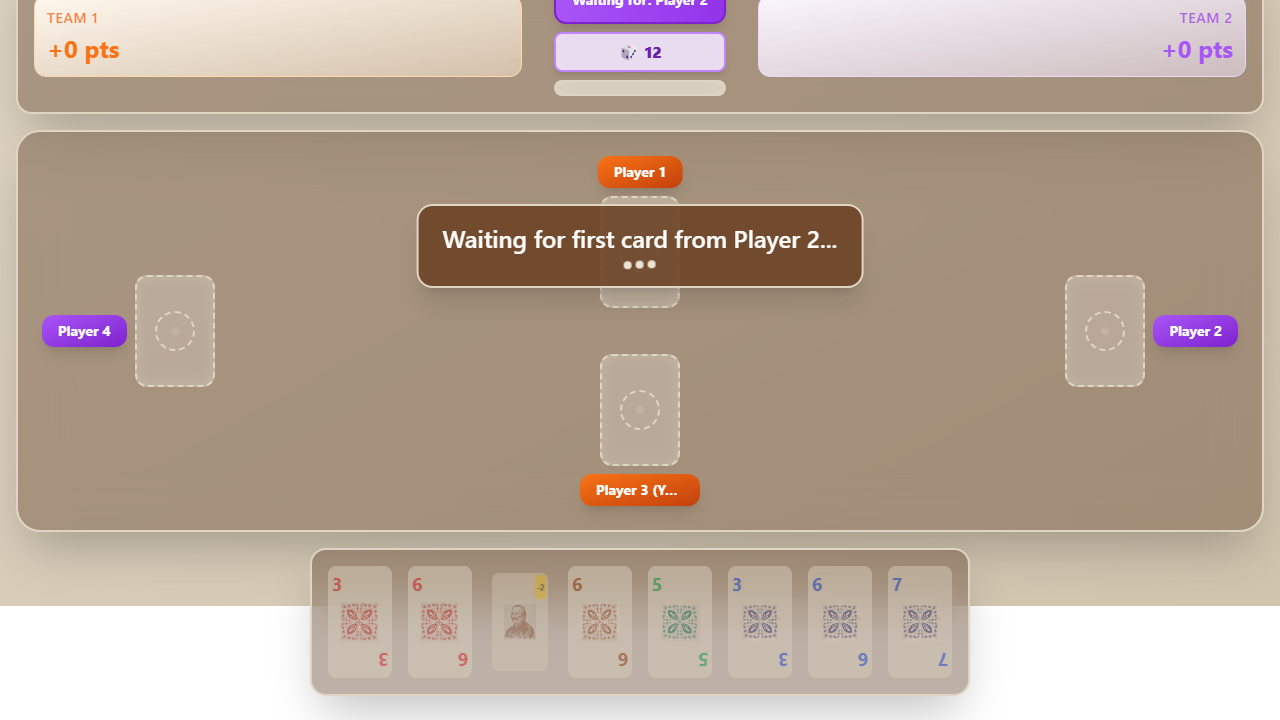 TEAM 1
+0 pts
Waiting for: Player 2
🎲 12
TEAM 2
+0 pts
Player 1
Waiting for first card from Player 2...
Player 4
Player 2
Player 3 (Y...
3 6 -2 6 5 3 6 7
3 6 6 5 3 6 7